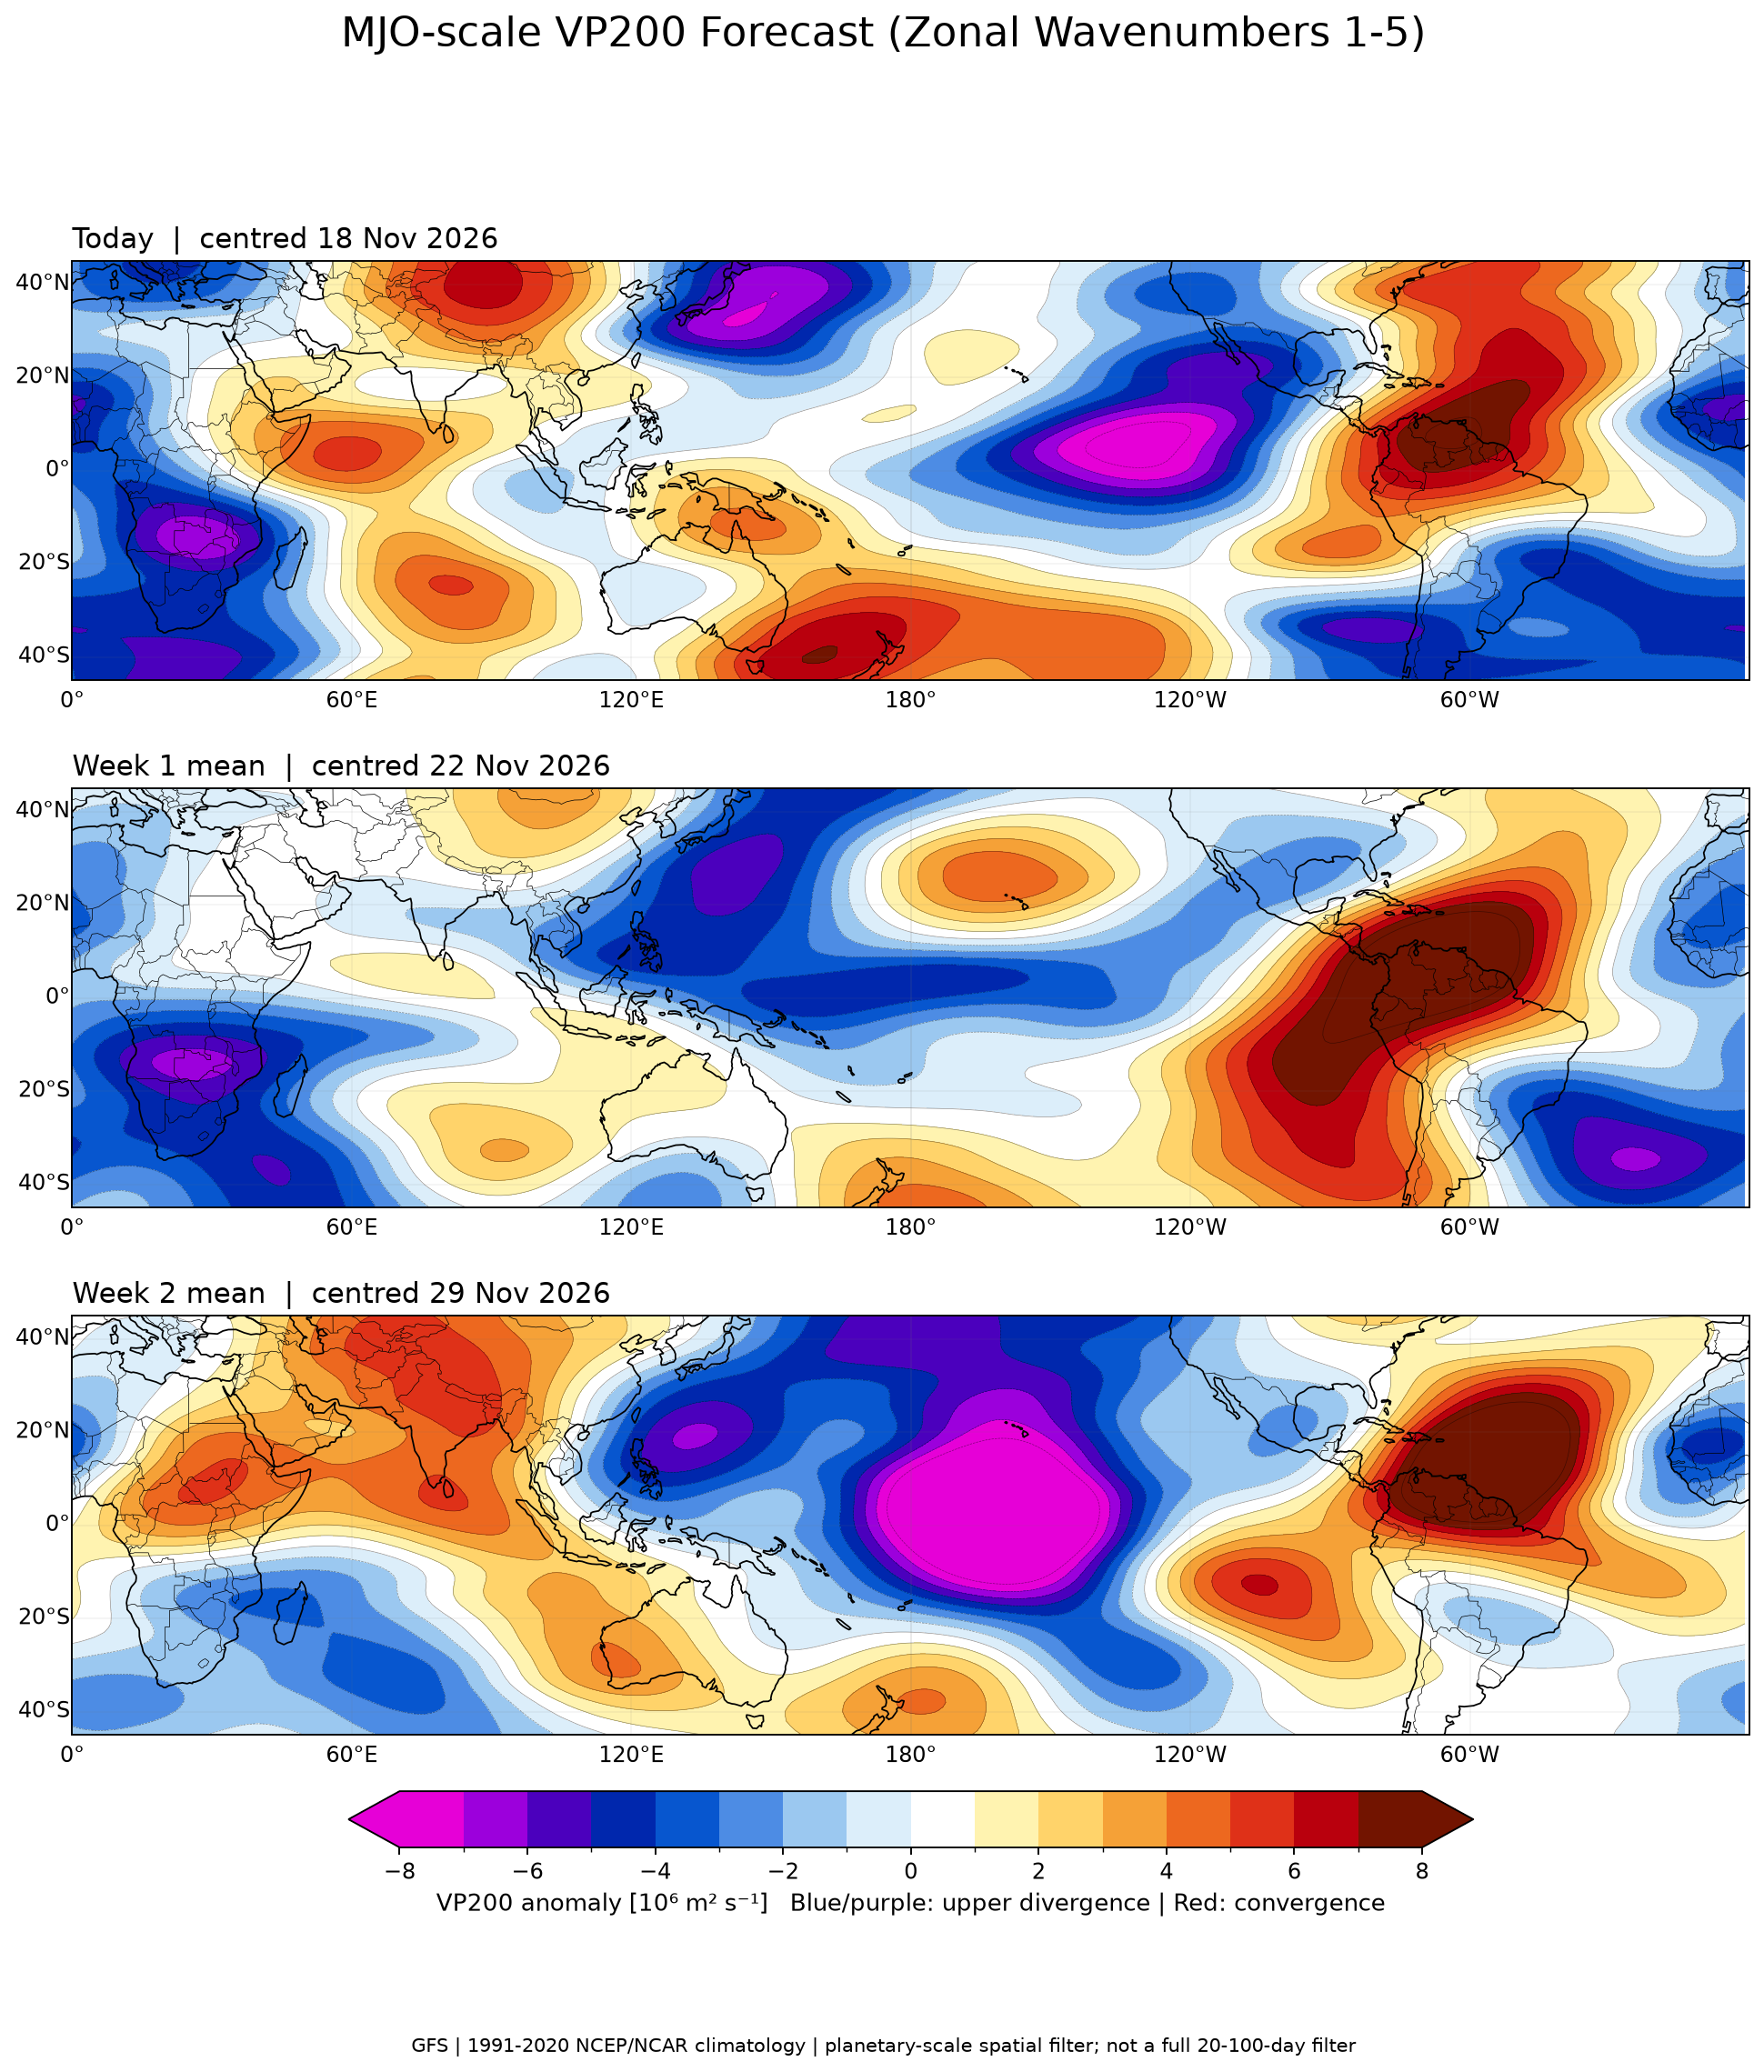 MJO-scale VP200 Forecast (Zonal Wavenumbers 1-5)
Today | centred 18 Nov 2026
40°N
20°N
0°
20°S
40°S
0° 60°E 120°E 180° 120°W 60°W
Week 1 mean | centred 22 Nov 2026
40°N
20°N
0°
20°S
40°S
0° 60°E 120°E 180° 120°W 60°W
Week 2 mean | centred 29 Nov 2026
40°N
20°N
0°
20°S
40°S
0° 60°E 120°E 180° 120°W 60°W
−8 −6 −4 −2 0 2 4 6 8
VP200 anomaly [10⁶ m² s⁻¹] Blue/purple: upper divergence | Red: convergence
GFS | 1991-2020 NCEP/NCAR climatology | planetary-scale spatial filter; not a full 20-100-day filter